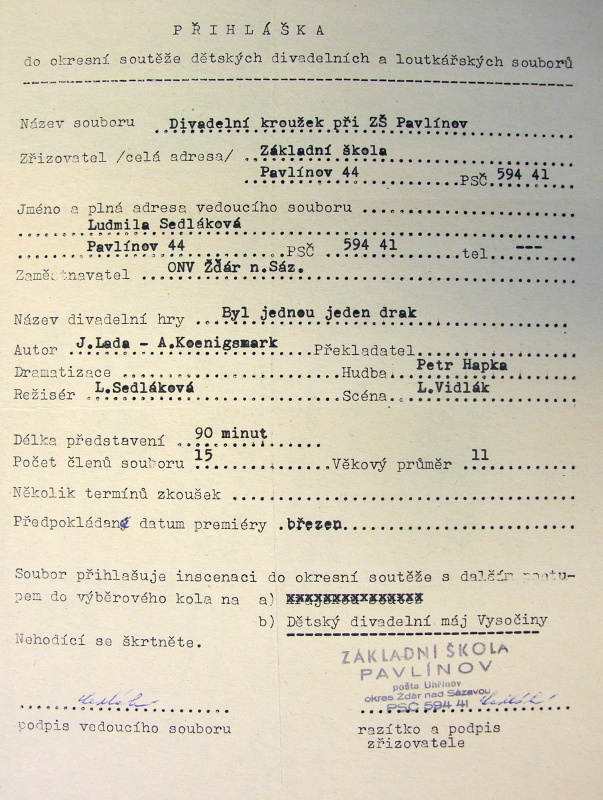 PŘIHLÁŠKA
do okresní soutěže dětských divadelních a loutkářských souborů
Název souboru Divadelní kroužek při ZŠ Pavlínov
Zřizovatel /celá adresa/ Základní škola
Pavlínov 44 PSČ 594 41
Jméno a plná adresa vedoucího souboru
Ludmila Sedláková
Pavlínov 44 PSČ 594 41 tel. ---
Zaměstnavatel ONV Žďár n.Sáz.
Název divadelní hry Byl jednou jeden drak
Autor J.Lada - A.Koenigsmark Překladatel
Dramatizace Hudba Petr Hapka
Režisér L.Sedláková Scéna L.Vidlák
Délka představení 90 minut
Počet členů souboru 15 Věkový průměr 11
Několik termínů zkoušek
Předpokládané datum premiéry březen
Soubor přihlašuje inscenaci do okresní soutěže s dalším postu-
pem do výběrového kola na a) krajskou soutěž
b) Dětský divadelní máj Vysočiny
Nehodící se škrtněte.
ZÁKLADNÍ ŠKOLA
PAVLÍNOV
pošta Uhřínov
okres Žďár nad Sázavou
PSČ 594 41
podpis vedoucího souboru
razítko a podpis
zřizovatele